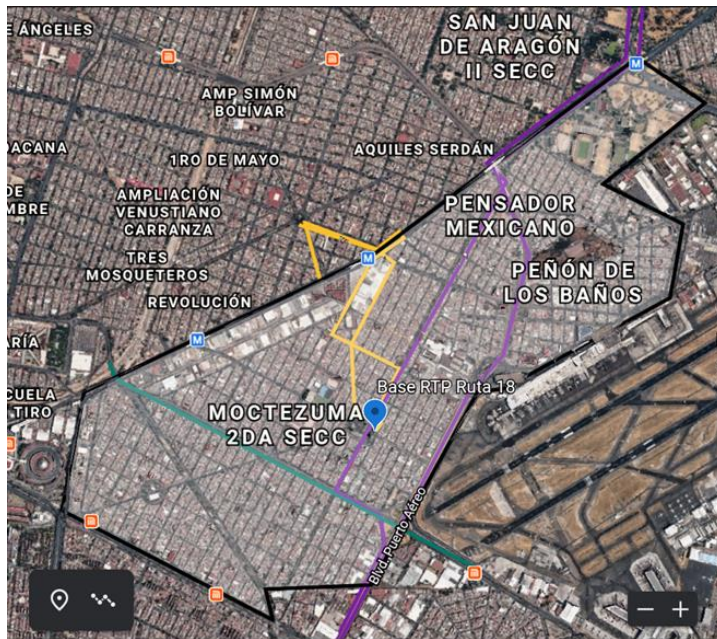 E ÁNGELES
SAN JUAN
DE ARAGÓN
II SECC
M
AMP SIMÓN
BOLÍVAR
OACANA
1RO DE MAYO
AQUILES SERDÁN
DE
MBRE
AMPLIACIÓN
VENUSTIANO
CARRANZA
PENSADOR
MEXICANO
TRES
MOSQUETEROS
M
PEÑÓN DE
LOS BAÑOS
REVOLUCIÓN
M
ARÍA
CUELA
TIRO
Base RTP Ruta 18
MOCTEZUMA
2DA SECC
Blvd. Puerto Aéreo